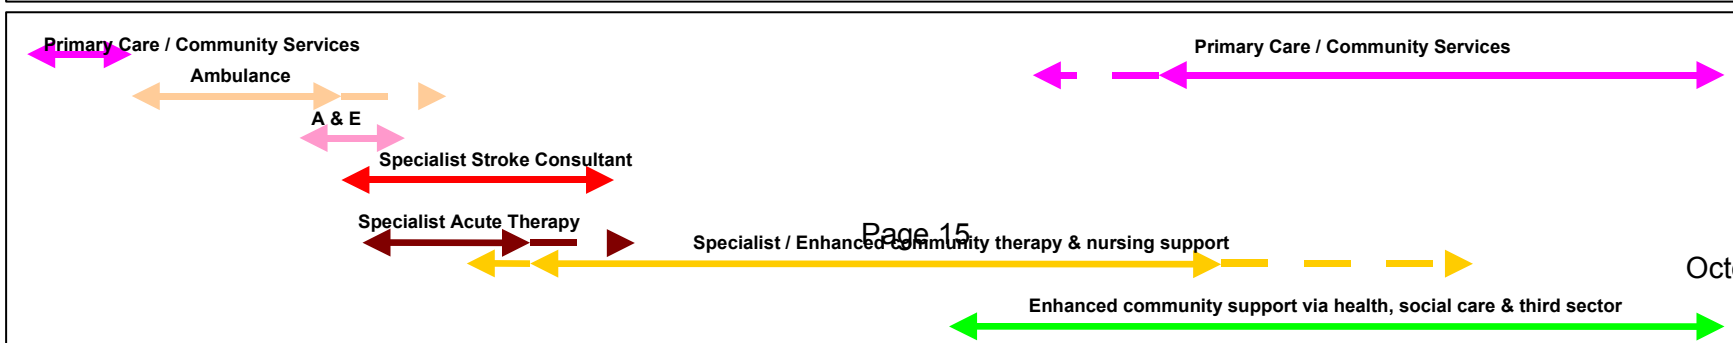 Primary Care / Community Services
Primary Care / Community Services
Ambulance
A & E
Specialist Stroke Consultant
Specialist Acute Therapy
Page 15
Specialist / Enhanced community therapy & nursing support
Oct
Enhanced community support via health, social care & third sector